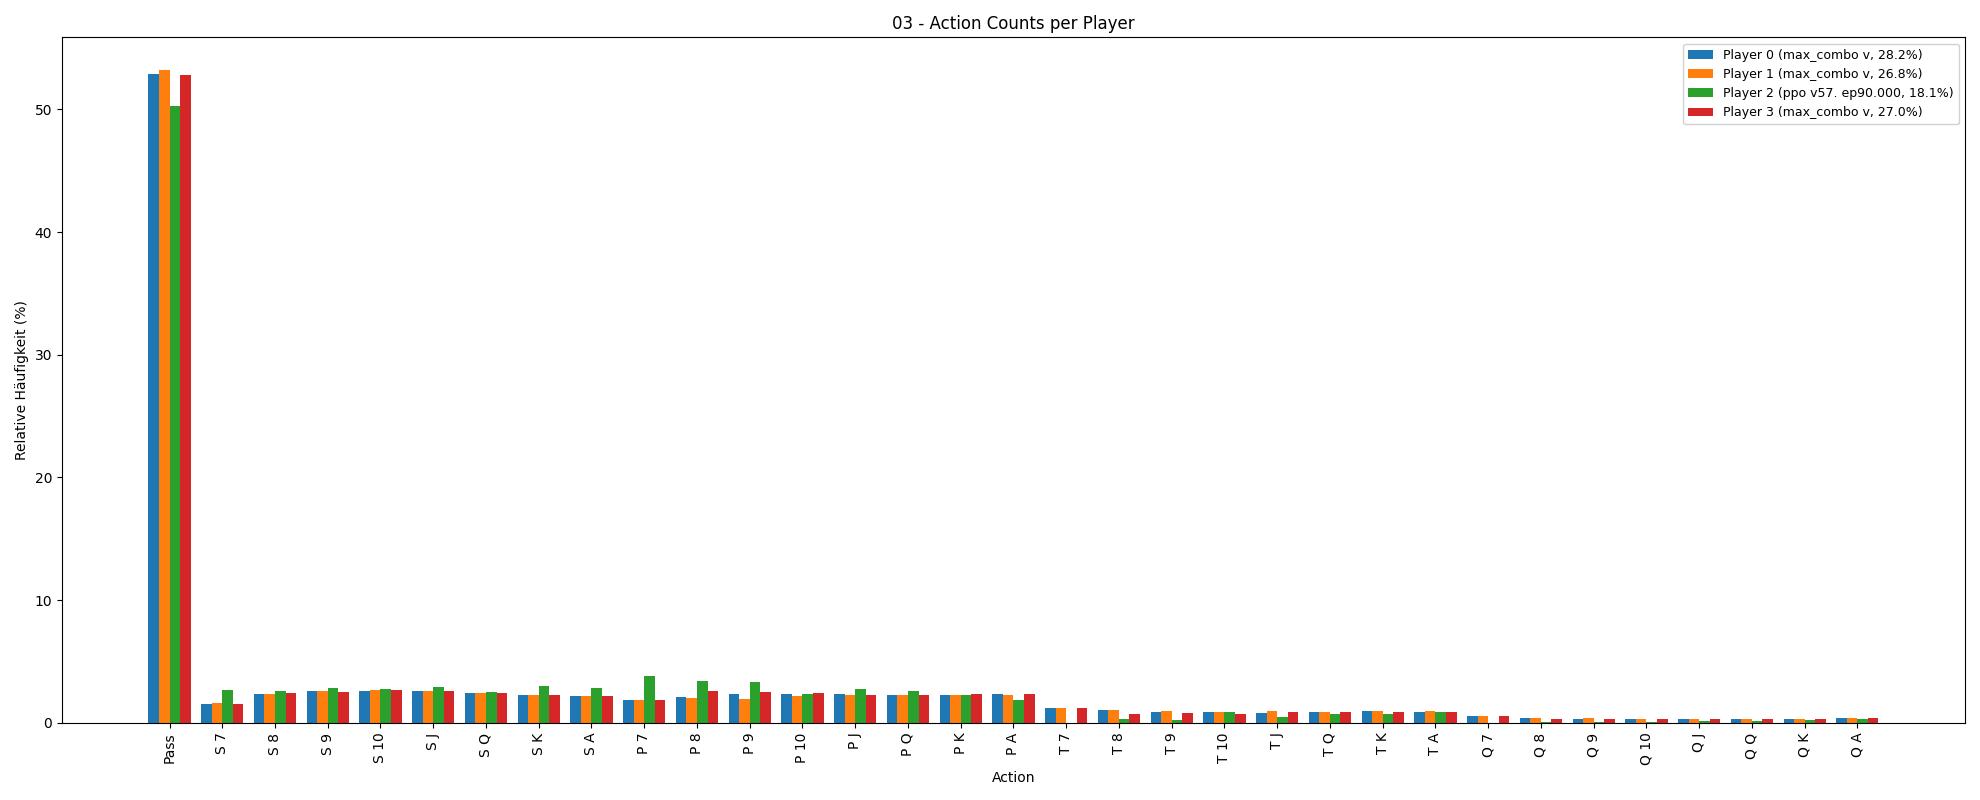 03 - Action Counts per Player
Player 0 (max_combo v, 28.2%)
Player 1 (max_combo v, 26.8%)
Player 2 (ppo v57. ep90.000, 18.1%)
Player 3 (max_combo v, 27.0%)
Relative Häufigkeit (%)
50
40
30
20
10
0
Pass
S 7
S 8
S 9
S 10
S J
S Q
S K
S A
P 7
P 8
P 9
P 10
P J
P Q
P K
P A
T 7
T 8
T 9
T 10
T J
T Q
T K
T A
Q 7
Q 8
Q 9
Q 10
Q J
Q Q
Q K
Q A
Action